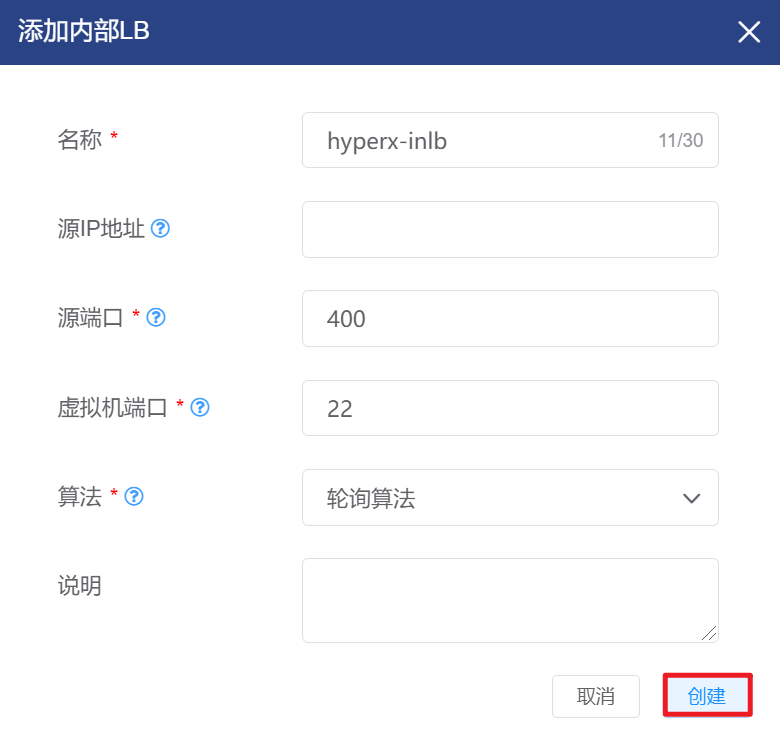 添加内部LB
名称 * hyperx-inlb 11/30
源IP地址
源端口 * 400
虚拟机端口 * 22
算法 * 轮询算法
说明
取消 创建